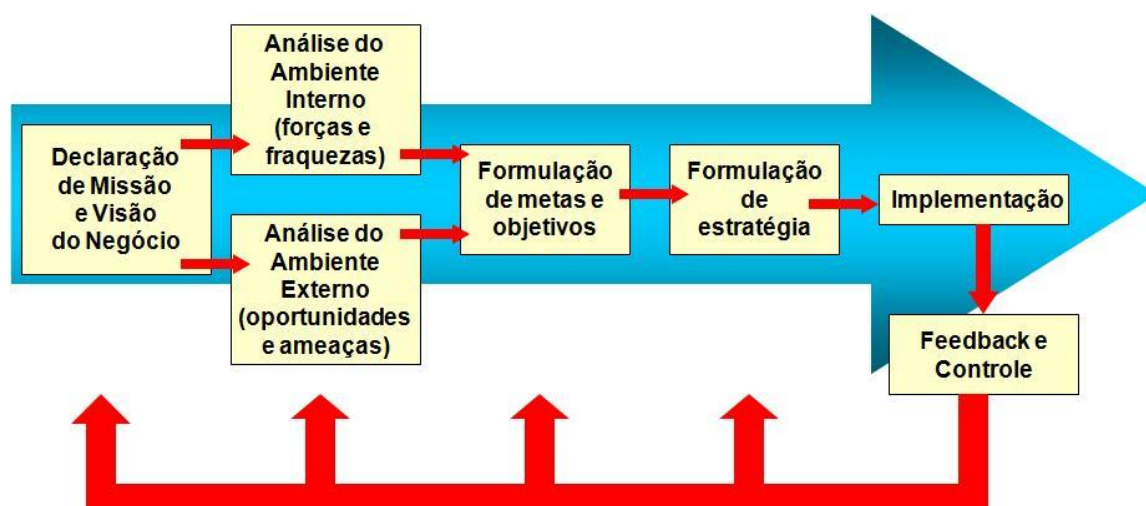 Declaração
de Missão
e Visão
do Negócio
Análise do
Ambiente
Interno
(forças e
fraquezas)
Análise do
Ambiente
Externo
(oportunidades
e ameaças)
Formulação
de metas e
objetivos
Formulação
de
estratégia
Implementação
Feedback e
Controle